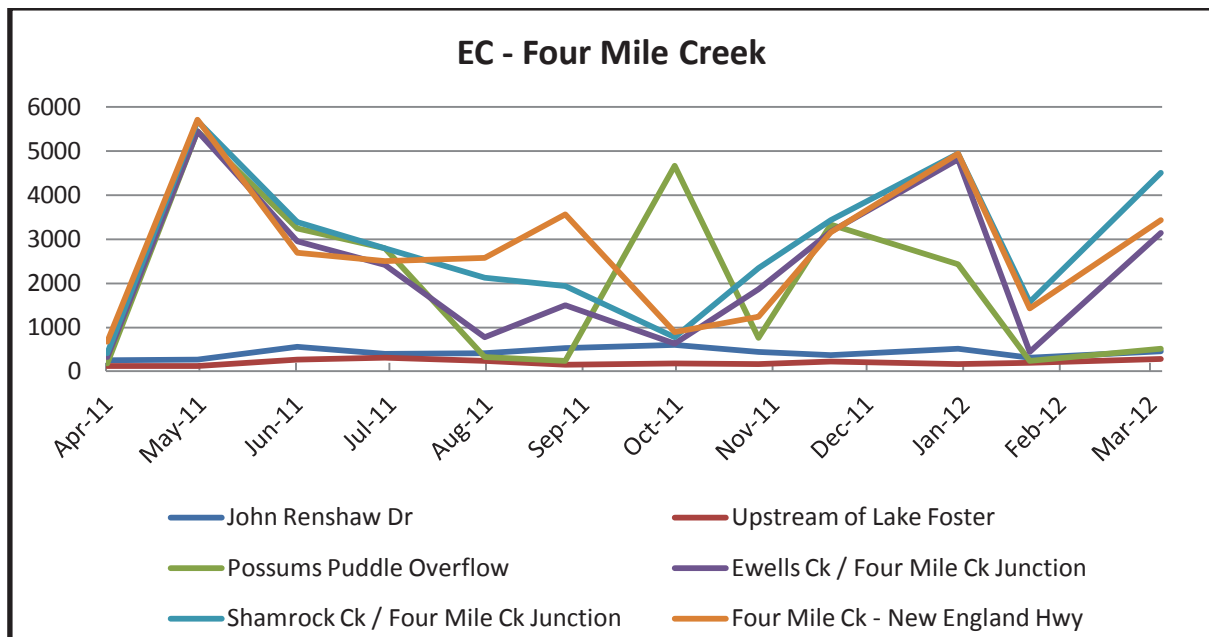 EC - Four Mile Creek
6000
5000
4000
3000
2000
1000
0
Apr-11 May-11 Jun-11 Jul-11 Aug-11 Sep-11 Oct-11 Nov-11 Dec-11 Jan-12 Feb-12 Mar-12
John Renshaw Dr Upstream of Lake Foster
Possums Puddle Overflow Ewells Ck / Four Mile Ck Junction
Shamrock Ck / Four Mile Ck Junction Four Mile Ck - New England Hwy